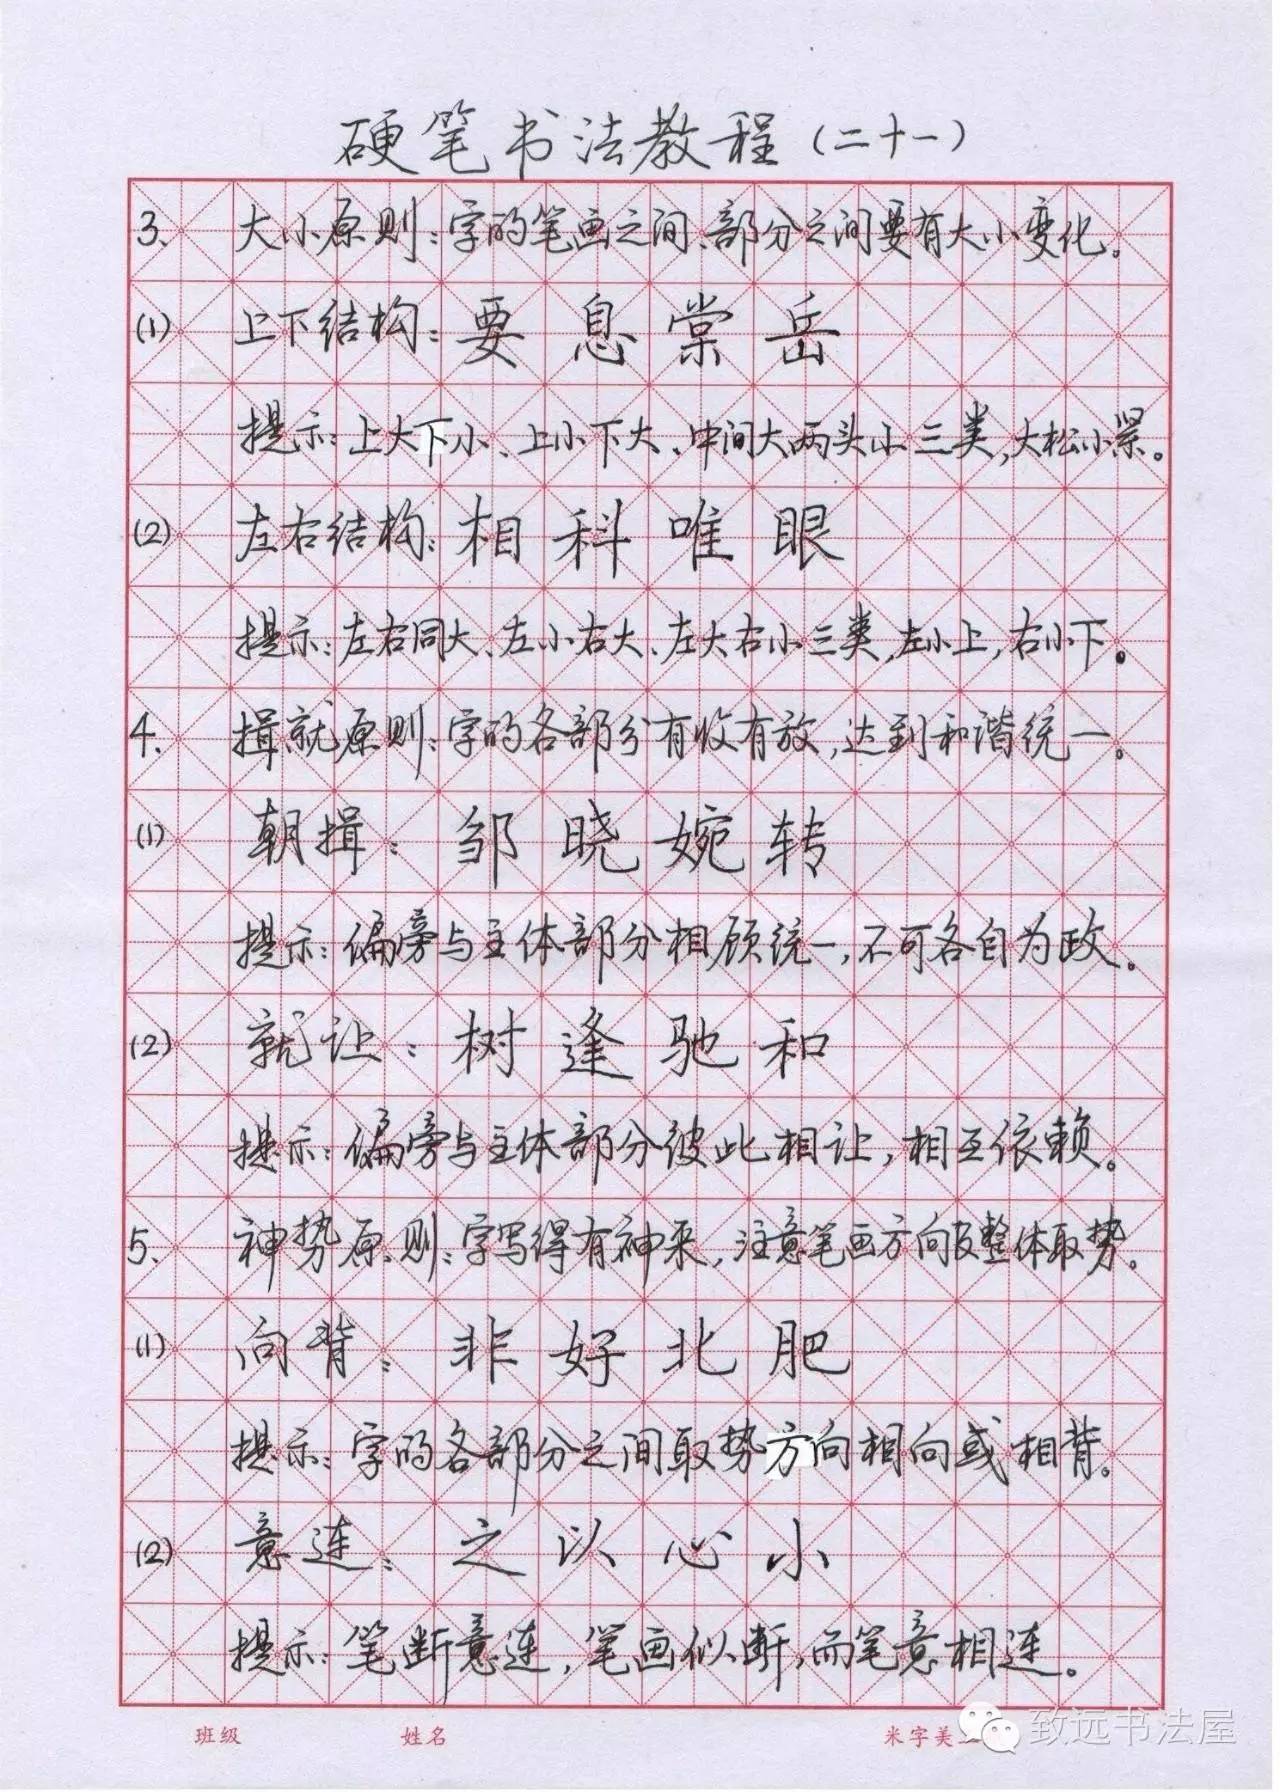 硬笔书法教程(二十一)
3、大小原则:字的笔画之间、部分之间要有大小变化。
(1) 上下结构:要息棠岳
提示:上大下小、上小下大、中间大两头小三类,大松小紧。
(2) 左右结构:相科唯眼
提示:左右同大、左小右大、左大右小三类,左小上,右小下。
4、揖就原则:字的各部分有收有放,达到和谐统一。
(1) 朝揖:邹晓婉转
提示:偏旁与主体部分相顾统一,不可各自为政。
(2) 就让:树逢驰和
提示:偏旁与主体部分彼此相让,相互依赖。
5、神势原则:字写得有神来,注意笔画方向及整体取势。
(1) 向背:非好北肥
提示:字的各部分之间取势方向相向或相背。
(2) 意连:之以心小
提示:笔断意连,笔画似断,而笔意相连。
班级 姓名 米字美
致远书法屋